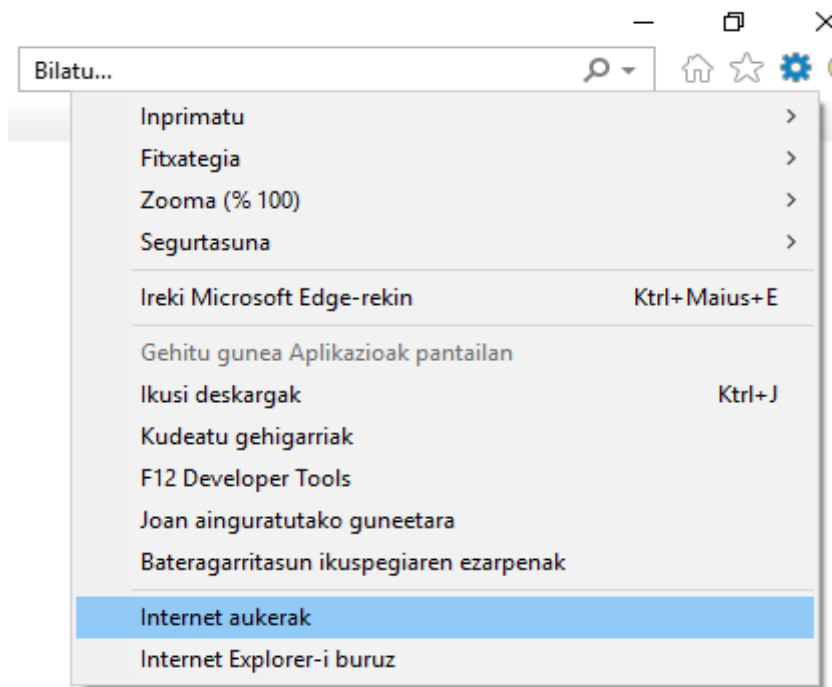 Bilatu...
Inprimatu
Fitxategia
Zooma (% 100)
Segurtasuna
Ireki Microsoft Edge-rekin Ktrl+Maius+E
Gehitu gunea Aplikazioak pantailan
Ikusi deskargak Ktrl+J
Kudeatu gehigarriak
F12 Developer Tools
Joan ainguratutako guneetara
Bateragarritasun ikuspegiaren ezarpenak
Internet aukerak
Internet Explorer-i buruz